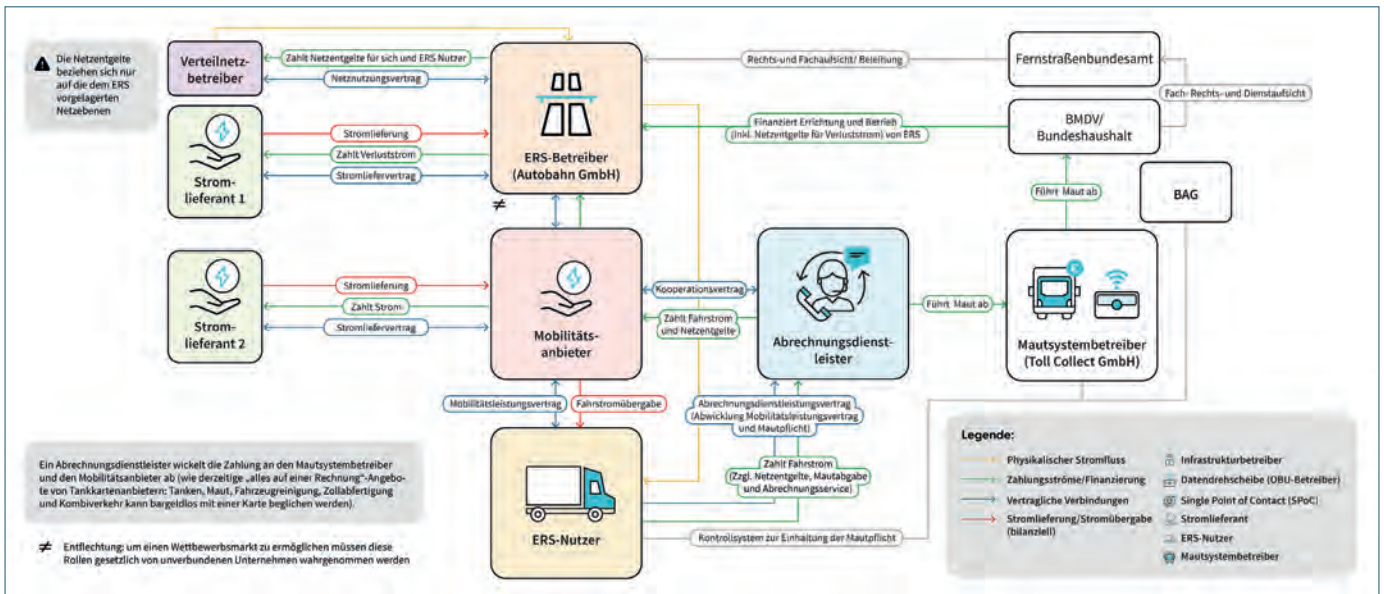 Die Netzentgelte
beziehen sich nur
auf die dem ERS
vorgelagerten
Netzebenen
Verteilnetz-
betreiber
Zahlt Netzentgelte für sich und ERS Nutzer
Netznutzungsvertrag
Strom-
lieferant 1
Stromlieferung
Zahlt Verluststrom
Stromliefervertrag
ERS-Betreiber
(Autobahn GmbH)
Rechts-und Fachaufsicht/ Beleihung
Fernstraßenbundesamt
Fach- Rechts- und Dienstaufsicht
Finanziert Errichtung und Betrieb
(inkl. Netzentgelte für Verluststrom) von ERS
BMDV/
Bundeshaushalt
Führt Maut ab
BAG
≠
Strom-
lieferant 2
Stromlieferung
Zahlt Strom
Stromliefervertrag
Mobilitäts-
anbieter
Kooperationsvertrag
Zahlt Fahrstrom
und Netzentgelte
Abrechnungsdienst-
leister
Führt Maut ab
Mautsystembetreiber
(Toll Collect GmbH)
Mobilitätsleistungsvertrag
Fahrstromübergabe
Abrechnungsdienstleistungsvertrag
(Abwicklung Mobilitätsleistungsvertrag
und Mautpflicht)
Zahlt Fahrstrom
(Zzgl. Netzentgelte, Mautabgabe
und Abrechnungsservice)
ERS-Nutzer
Kontrollsystem zur Einhaltung der Mautpflicht
Ein Abrechnungsdienstleister wickelt die Zahlung an den Mautsystembetreiber
und den Mobilitätsanbieter ab (wie derzeitige „alles auf einer Rechnung“-Angebo-
te von Tankkartenanbietern: Tanken, Maut, Fahrzeugreinigung, Zollabfertigung
und Kombiverkehr kann bargeldlos mit einer Karte beglichen werden).
≠ Entflechtung: um einen Wettbewerbsmarkt zu ermöglichen müssen diese
Rollen gesetzlich von unverbundenen Unternehmen wahrgenommen werden
Legende:
Physikalischer Stromfluss
Zahlungsströme/Finanzierung
Vertragliche Verbindungen
Stromlieferung/Stromübergabe
(bilanziell)
Infrastrukturbetreiber
Datendrehscheibe (OBU-Betreiber)
Single Point of Contact (SPoC)
Stromlieferant
ERS-Nutzer
Mautsystembetreiber